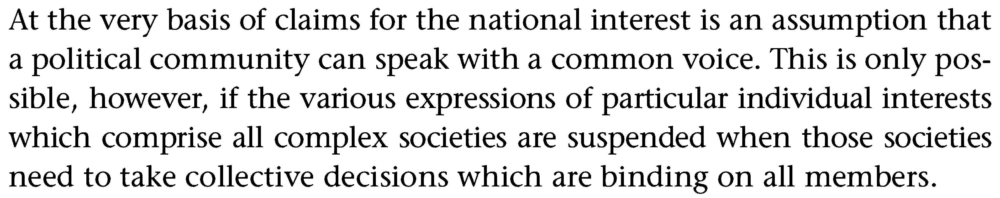 At the very basis of claims for the national interest is an assumption that
a political community can speak with a common voice. This is only pos-
sible, however, if the various expressions of particular individual interests
which comprise all complex societies are suspended when those societies
need to take collective decisions which are binding on all members.